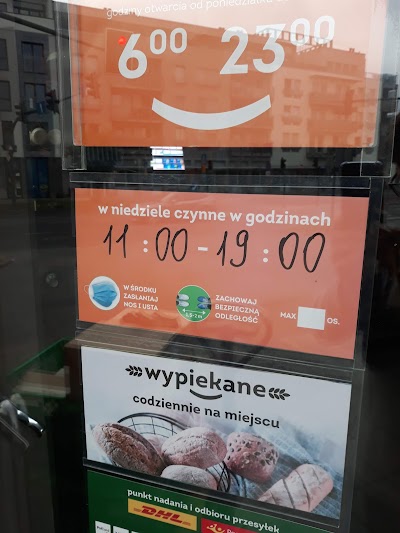 godziny otwarcia od poniedziałku
6⁰⁰ 23⁰⁰
w niedziele czynne w godzinach
11:00 - 19:00
W ŚRODKU
ZASŁANIAJ
NOS I USTA
ZACHOWAJ
BEZPIECZNĄ
ODLEGŁOŚĆ
MAX OS.
wypiekane
codziennie na miejscu
punkt nadania i odbioru przesyłek
DHL